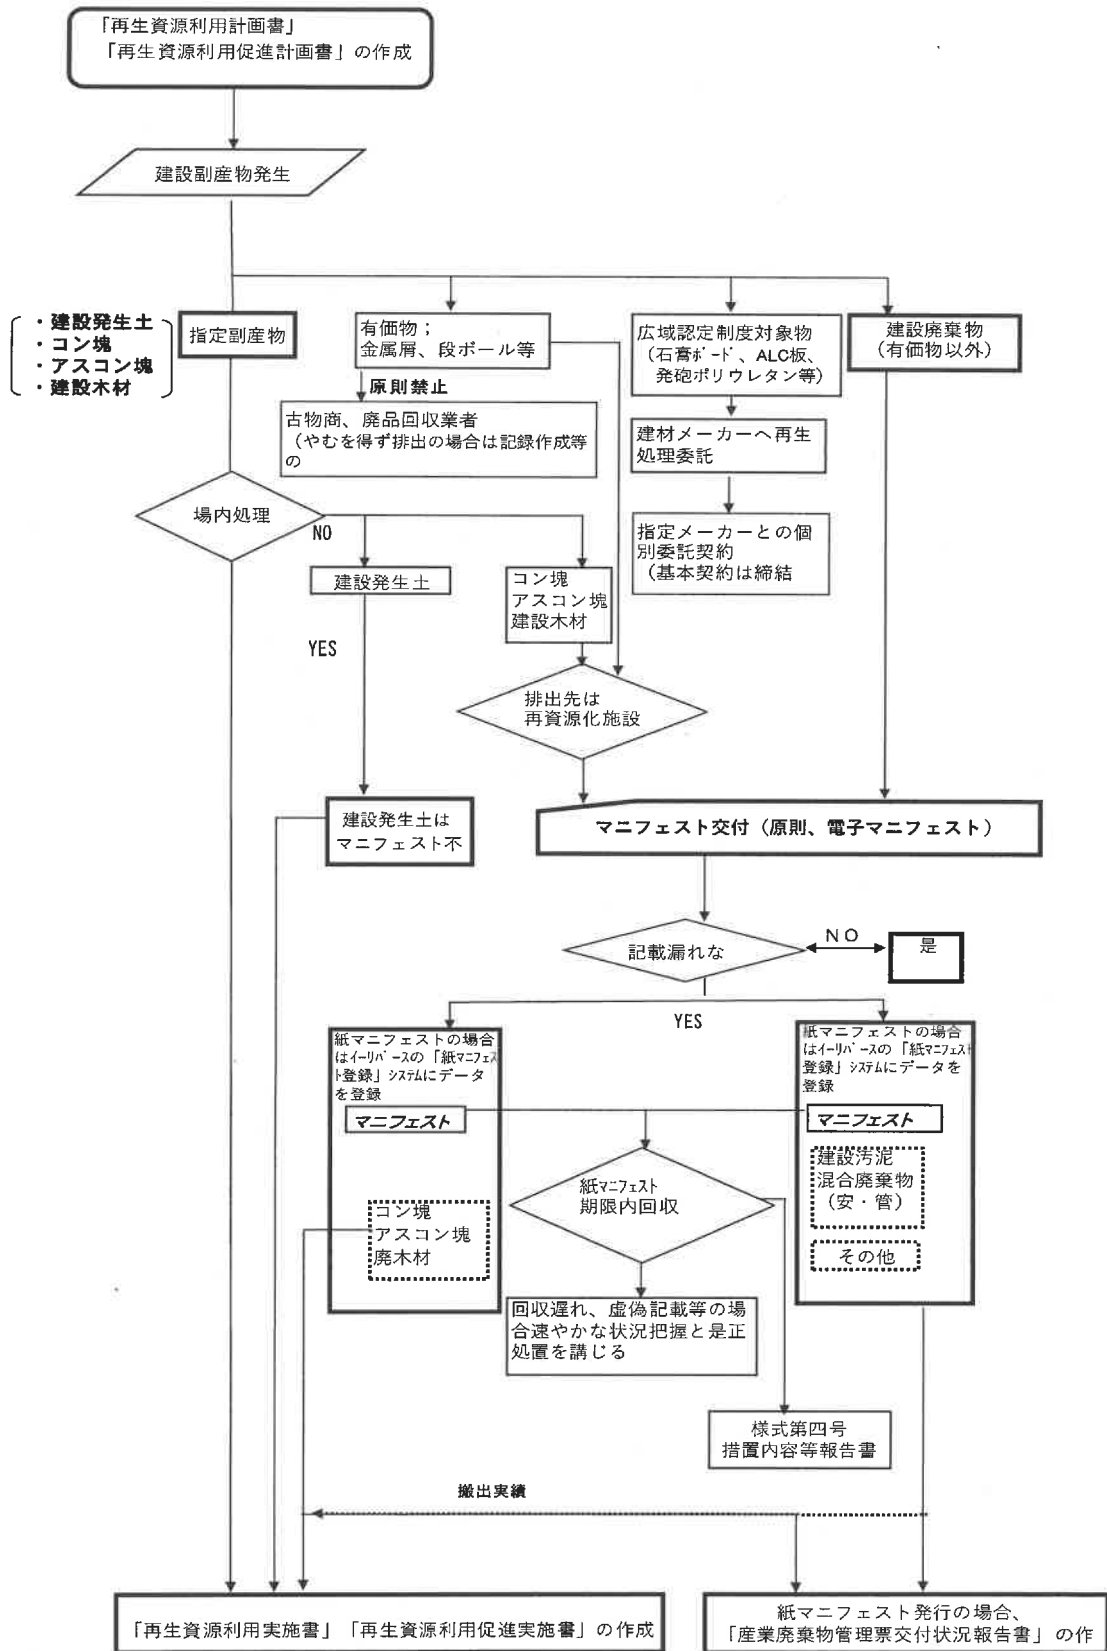 「再生資源利用計画書」
「再生資源利用促進計画書」の作成
建設副産物発生
・建設発生土
・コン塊
・アスコン塊
・建設木材
指定副産物
有価物；
金属屑、段ボール等
広域認定制度対象物
（石膏ﾎﾞｰﾄﾞ、ALC板、
発砲ポリウレタン等）
建設廃棄物
（有価物以外）
原則禁止
古物商、廃品回収業者
（やむを得ず排出の場合は記録作成等
の
建材メーカーへ再生
処理委託
場内処理
NO
指定メーカーとの個
別委託契約
（基本契約は締結
建設発生土
コン塊
アスコン塊
建設木材
YES
排出先は
再資源化施設
建設発生土は
マニフェスト不
マニフェスト交付（原則、電子マニフェスト）
記載漏れな
NO
是
YES
紙マニフェストの場合
はｲｰﾘﾊﾞｰｽの「紙ﾏﾆﾌｪｽ
ﾄ登録」ｼｽﾃﾑにデータ
を登録
マニフェスト
コン塊
アスコン塊
廃木材
紙マニフェストの場合
はｲｰﾘﾊﾞｰｽの「紙ﾏﾆﾌｪｽﾄ
登録」ｼｽﾃﾑにデータを
登録
マニフェスト
建設汚泥
混合廃棄物
（安・管）
その他
紙ﾏﾆﾌｪｽﾄ
期限内回収
回収遅れ、虚偽記載等の場
合速やかな状況把握と是正
処置を講じる
様式第四号
措置内容等報告書
搬出実績
「再生資源利用実施書」「再生資源利用促進実施書」の作成
紙マニフェスト発行の場合、
「産業廃棄物管理票交付状況報告書」の作